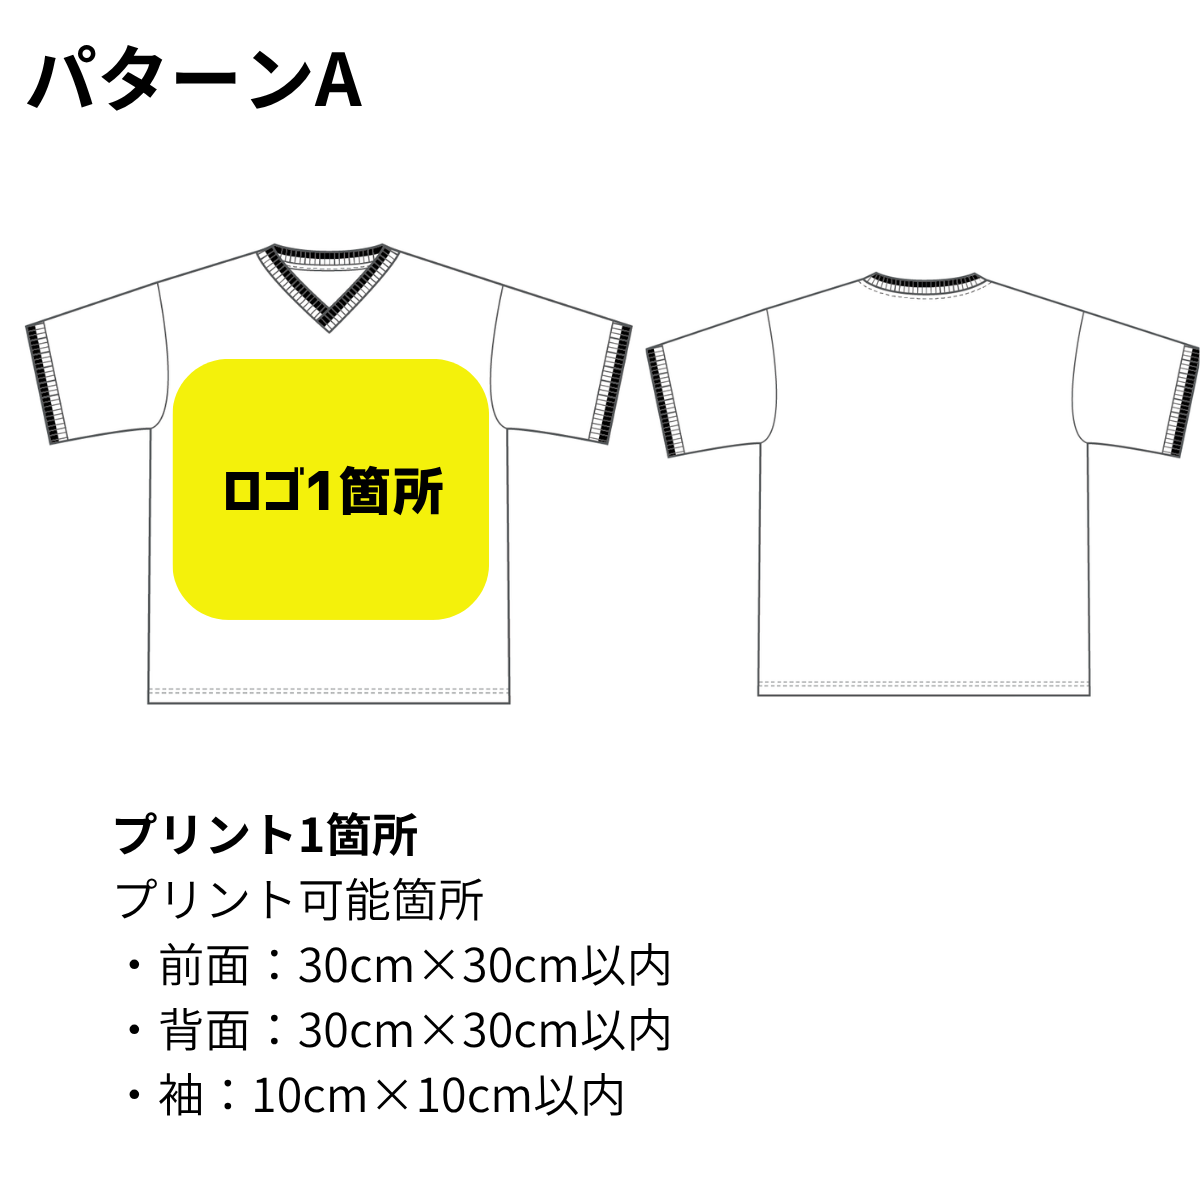 パターンA
ロゴ1箇所
プリント1箇所
プリント可能箇所
・前面：30cm×30cm以内
・背面：30cm×30cm以内
・袖：10cm×10cm以内